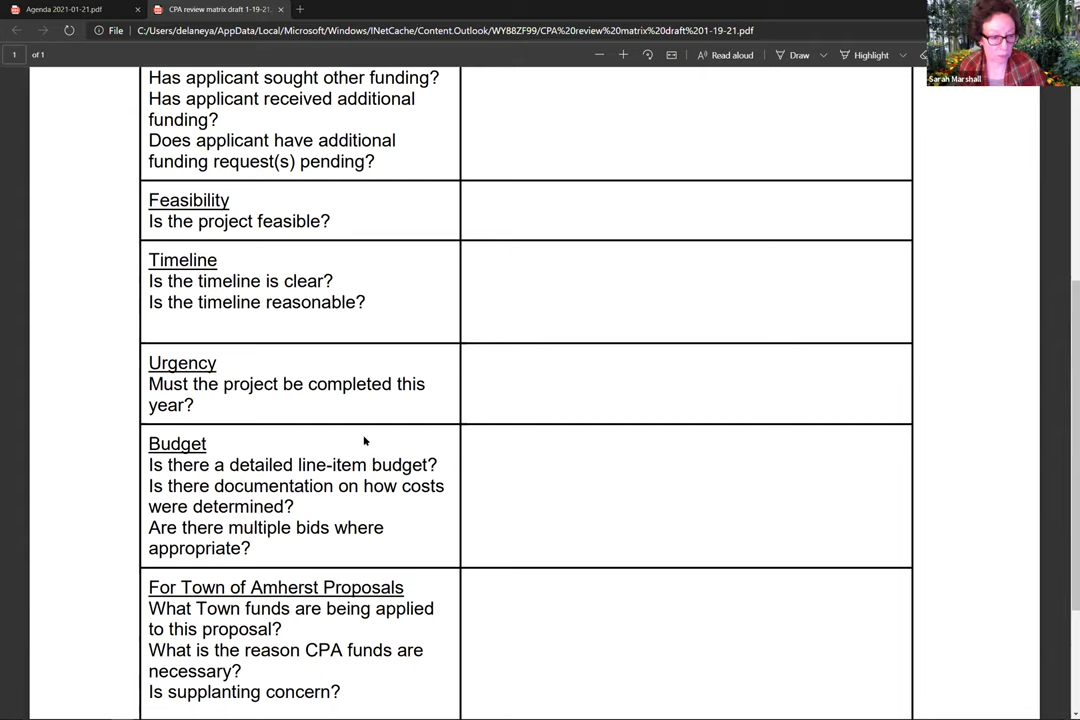 Agenda 2021-01-21.pdf
CPA review matrix draft 1-19-21.
File
C:/Users/delaneya/AppData/Local/Microsoft/Windows/INetCache/Content.Outlook/WY88ZF99/CPA%20review%20matrix%20draft%201-19-21.pdf
1 of 1
Read aloud
Draw
Highlight
Sarah Marshall
Has applicant sought other funding?
Has applicant received additional
funding?
Does applicant have additional
funding request(s) pending?
Feasibility
Is the project feasible?
Timeline
Is the timeline is clear?
Is the timeline reasonable?
Urgency
Must the project be completed this
year?
Budget
Is there a detailed line-item budget?
Is there documentation on how costs
were determined?
Are there multiple bids where
appropriate?
For Town of Amherst Proposals
What Town funds are being applied
to this proposal?
What is the reason CPA funds are
necessary?
Is supplanting concern?